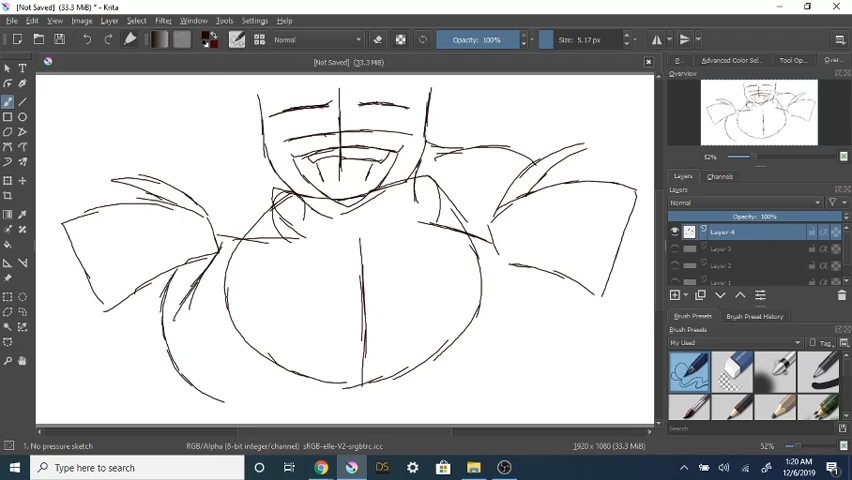 [Not Saved] (33.3 MiB) * - Krita
File Edit View Image Layer Select Filter Window Tools Settings Help
Normal Opacity: 100% Size: 5.17 px
[Not Saved] (33.3 MiB)
P... Advanced Color Sel... Tool Op... Over...
Overview
52%
Layers Channels
Layers
Normal
Opacity: 100%
Layer 4
Layer 3
Layer 2
Layer 1
Brush Presets Brush Preset History
Brush Presets
My Used Tag
Search
1. No pressure sketch RGB/Alpha (8-bit integer/channel) sRGB-elle-V2-srgbtrc.icc 1920 x 1080 (33.3 MiB) 52%
Type here to search DS 1:20 AM
12/6/2019